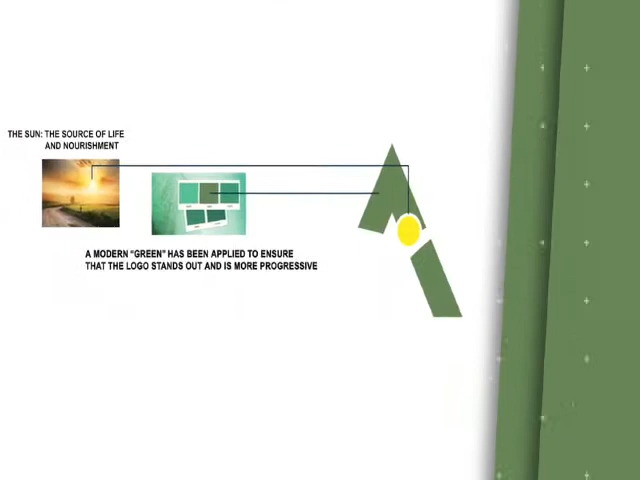 THE SUN: THE SOURCE OF LIFE
AND NOURISHMENT
A MODERN “GREEN” HAS BEEN APPLIED TO ENSURE
THAT THE LOGO STANDS OUT AND IS MORE PROGRESSIVE